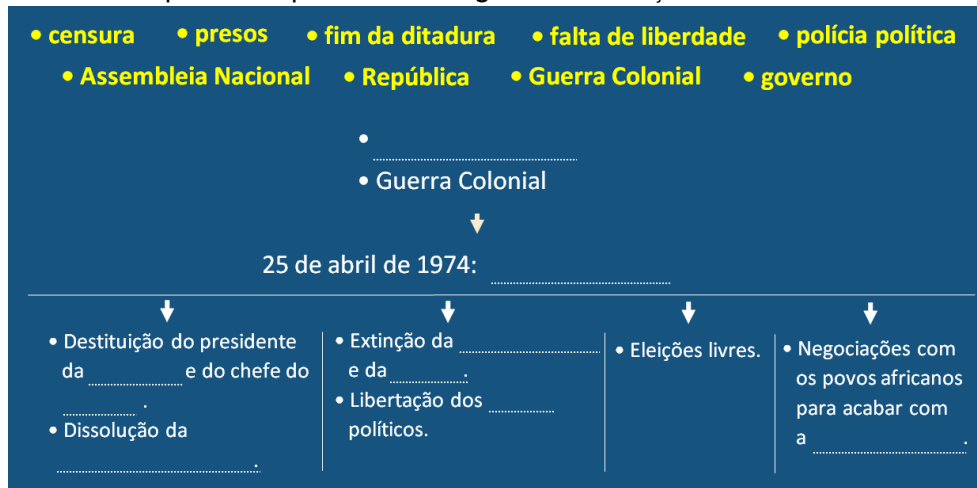 • censura • presos • fim da ditadura • falta de liberdade • polícia política
• Assembleia Nacional • República • Guerra Colonial • governo
•
• Guerra Colonial
25 de abril de 1974:
• Destituição do presidente
da e do chefe do
.
• Dissolução da
.
• Extinção da
e da .
• Libertação dos
políticos.
• Eleições livres.
• Negociações com
os povos africanos
para acabar com
a .